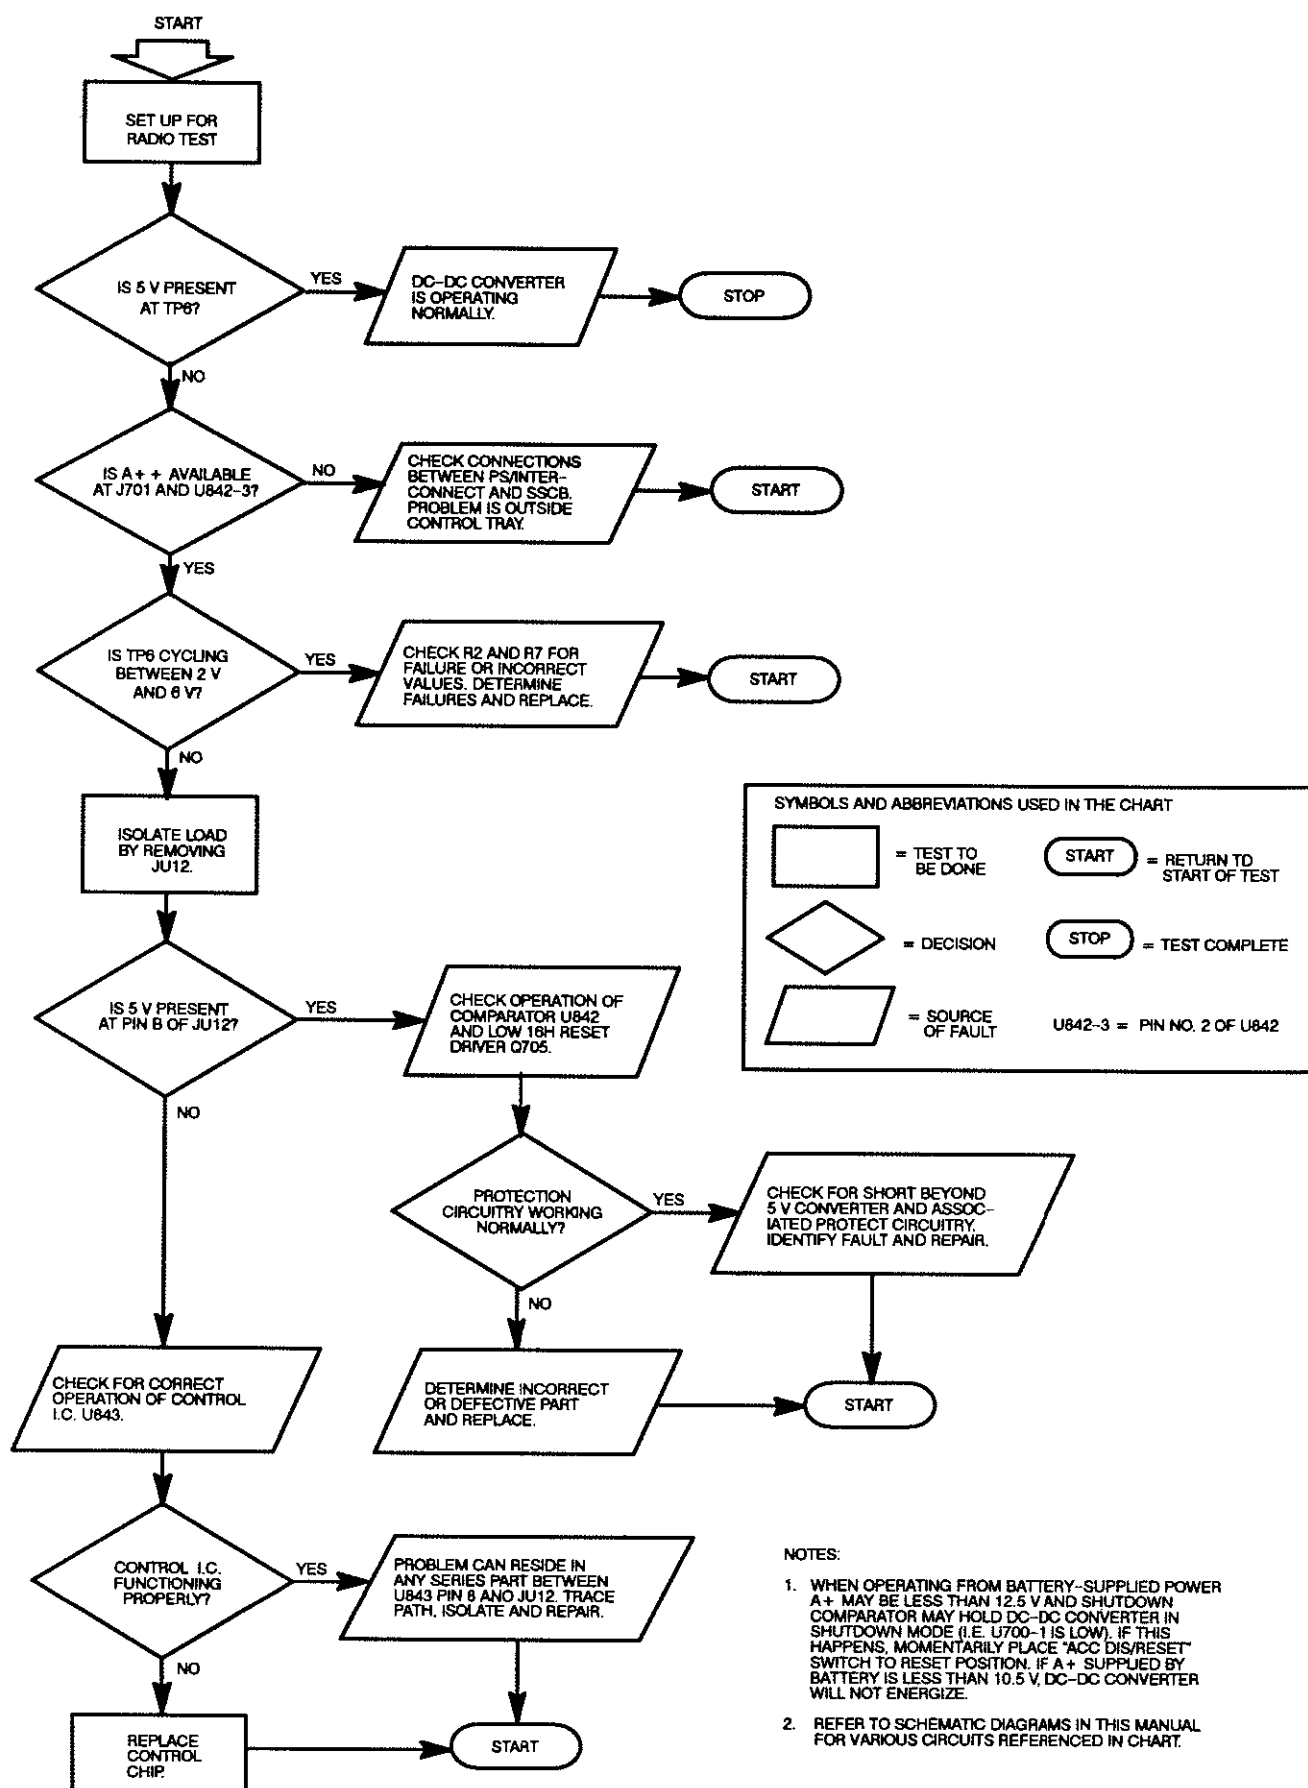 START
SET UP FOR
RADIO TEST
IS 5 V PRESENT
AT TP6?
YES
DC-DC CONVERTER
IS OPERATING
NORMALLY.
STOP
NO
IS A + + AVAILABLE
AT J701 AND U842-3?
NO
CHECK CONNECTIONS
BETWEEN PS/INTER-
CONNECT AND SSCB.
PROBLEM IS OUTSIDE
CONTROL TRAY.
START
YES
IS TP6 CYCLING
BETWEEN 2 V
AND 6 V?
YES
CHECK R2 AND R7 FOR
FAILURE OR INCORRECT
VALUES. DETERMINE
FAILURES AND REPLACE.
START
NO
ISOLATE LOAD
BY REMOVING
JU12.
SYMBOLS AND ABBREVIATIONS USED IN THE CHART
= TEST TO
BE DONE
START
= RETURN TO
START OF TEST
= DECISION
STOP
= TEST COMPLETE
= SOURCE
OF FAULT
U842-3 = PIN NO. 2 OF U842
IS 5 V PRESENT
AT PIN B OF JU12?
YES
CHECK OPERATION OF
COMPARATOR U842
AND LOW 16H RESET
DRIVER Q705.
NO
PROTECTION
CIRCUITRY WORKING
NORMALLY?
YES
CHECK FOR SHORT BEYOND
5 V CONVERTER AND ASSOC-
IATED PROTECT CIRCUITRY.
IDENTIFY FAULT AND REPAIR.
NO
DETERMINE INCORRECT
OR DEFECTIVE PART
AND REPLACE.
START
CHECK FOR CORRECT
OPERATION OF CONTROL
I.C. U843.
CONTROL I.C.
FUNCTIONING
PROPERLY?
YES
PROBLEM CAN RESIDE IN
ANY SERIES PART BETWEEN
U843 PIN 8 AND JU12. TRACE
PATH, ISOLATE AND REPAIR.
NO
REPLACE
CONTROL
CHIP.
START
NOTES:
1. WHEN OPERATING FROM BATTERY-SUPPLIED POWER
A+ MAY BE LESS THAN 12.5 V AND SHUTDOWN
COMPARATOR MAY HOLD DC-DC CONVERTER IN
SHUTDOWN MODE (I.E. U700-1 IS LOW). IF THIS
HAPPENS, MOMENTARILY PLACE "ACC DIS/RESET"
SWITCH TO RESET POSITION. IF A+ SUPPLIED BY
BATTERY IS LESS THAN 10.5 V, DC-DC CONVERTER
WILL NOT ENERGIZE.
2. REFER TO SCHEMATIC DIAGRAMS IN THIS MANUAL
FOR VARIOUS CIRCUITS REFERENCED IN CHART.